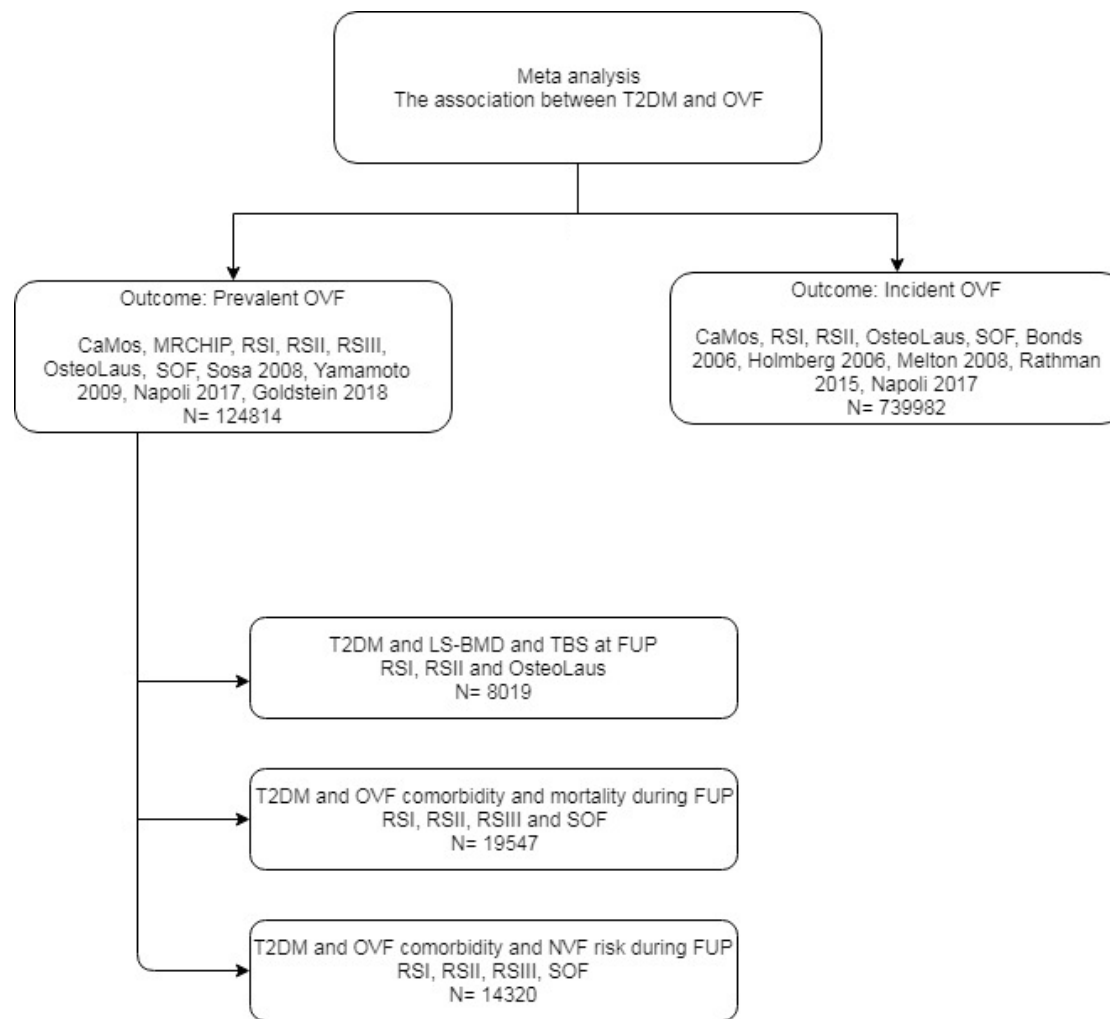 Meta analysis
The association between T2DM and OVF
Outcome: Prevalent OVF
CaMos, MRCHIP, RSI, RSII, RSIII,
OsteoLaus, SOF, Sosa 2008, Yamamoto
2009, Napoli 2017, Goldstein 2018
N= 124814
Outcome: Incident OVF
CaMos, RSI, RSII, OsteoLaus, SOF, Bonds
2006, Holmberg 2006, Melton 2008, Rathman
2015, Napoli 2017
N= 739982
T2DM and LS-BMD and TBS at FUP
RSI, RSII and OsteoLaus
N= 8019
T2DM and OVF comorbidity and mortality during FUP
RSI, RSII, RSIII and SOF
N= 19547
T2DM and OVF comorbidity and NVF risk during FUP
RSI, RSII, RSIII, SOF
N= 14320